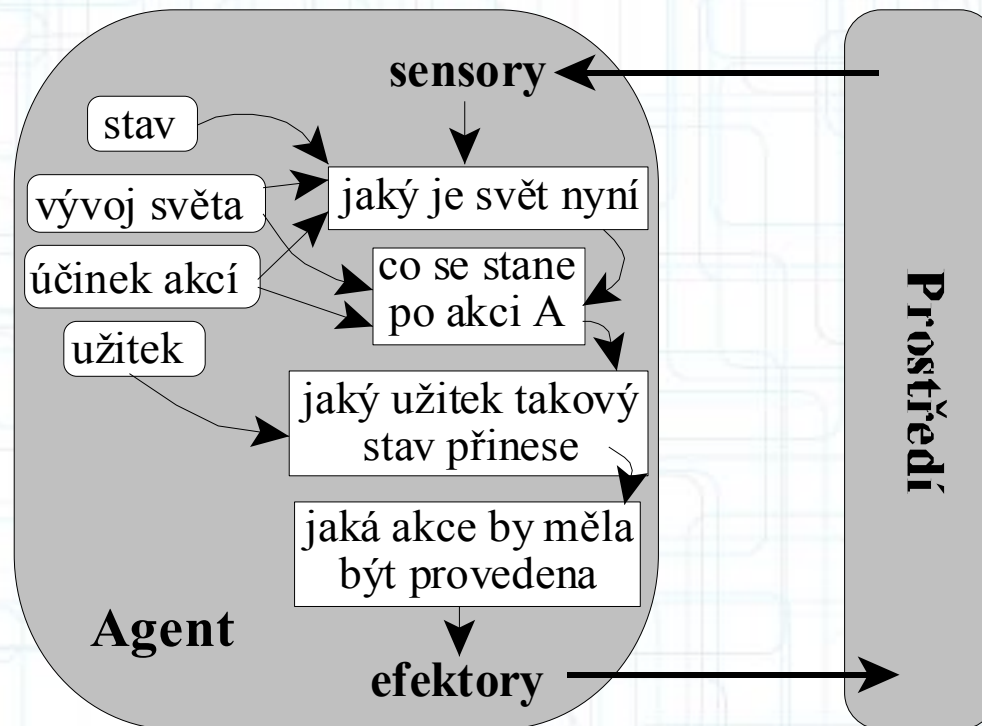 sensory
stav
jaký je svět nyní
vývoj světa
co se stane
po akci A
účinek akcí
užitek
jaký užitek takový
stav přinese
jaká akce by měla
být provedena
Agent
efektory
Prostředí